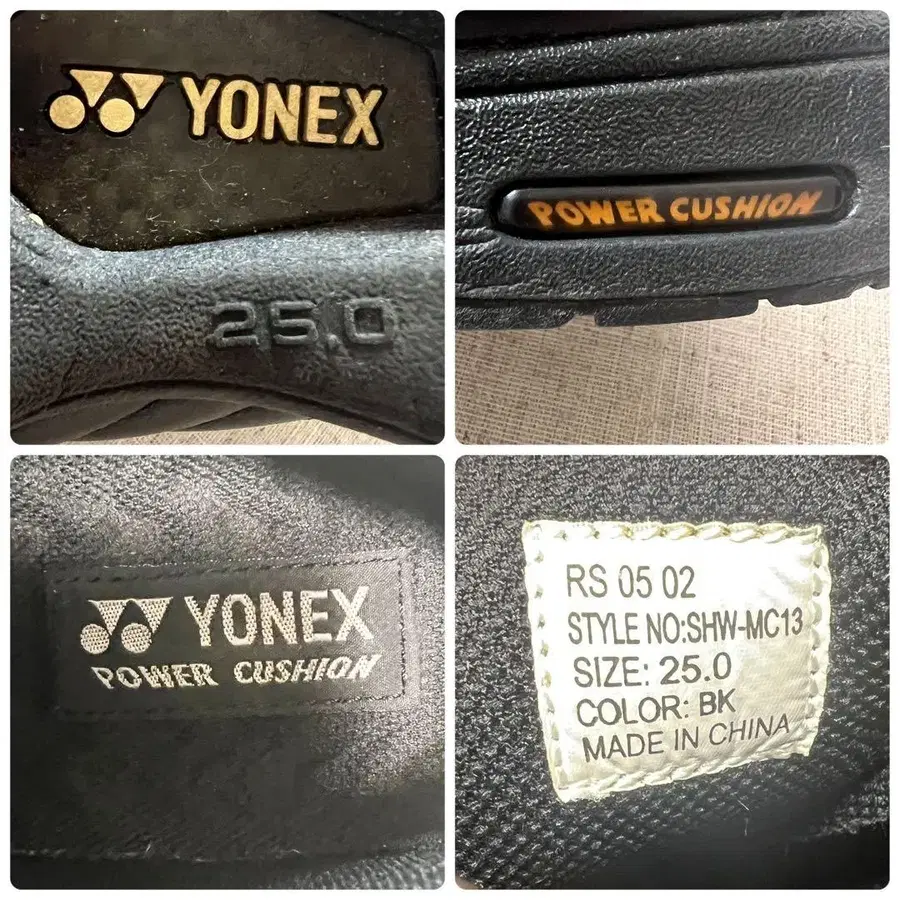 YONEX
25.0
POWER CUSHION
YONEX
POWER CUSHION
RS 05 02
STYLE NO:SHW-MC13
SIZE: 25.0
COLOR: BK
MADE IN CHINA